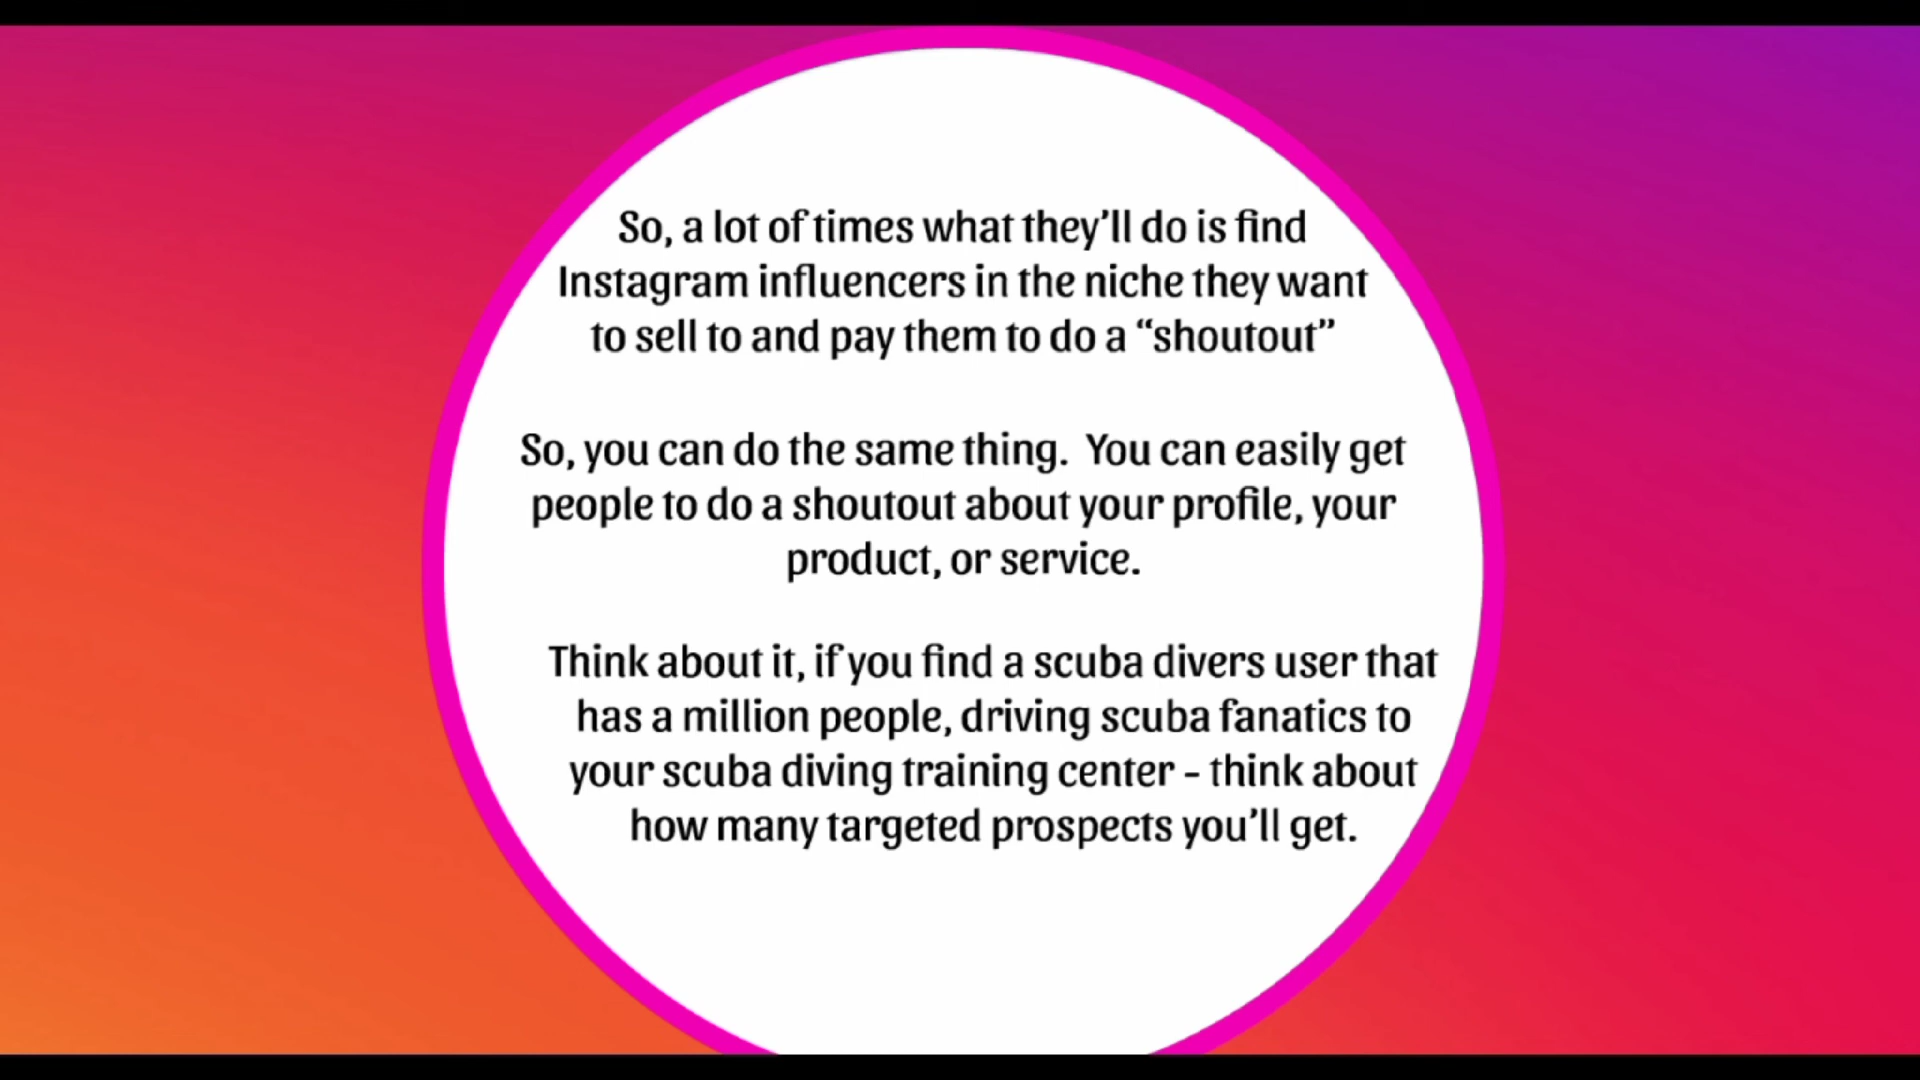 So, a lot of times what they’ll do is find
Instagram influencers in the niche they want
to sell to and pay them to do a “shoutout”
So, you can do the same thing.  You can easily get
people to do a shoutout about your profile, your
product, or service.
Think about it, if you find a scuba divers user that
has a million people, driving scuba fanatics to
your scuba diving training center - think about
how many targeted prospects you’ll get.